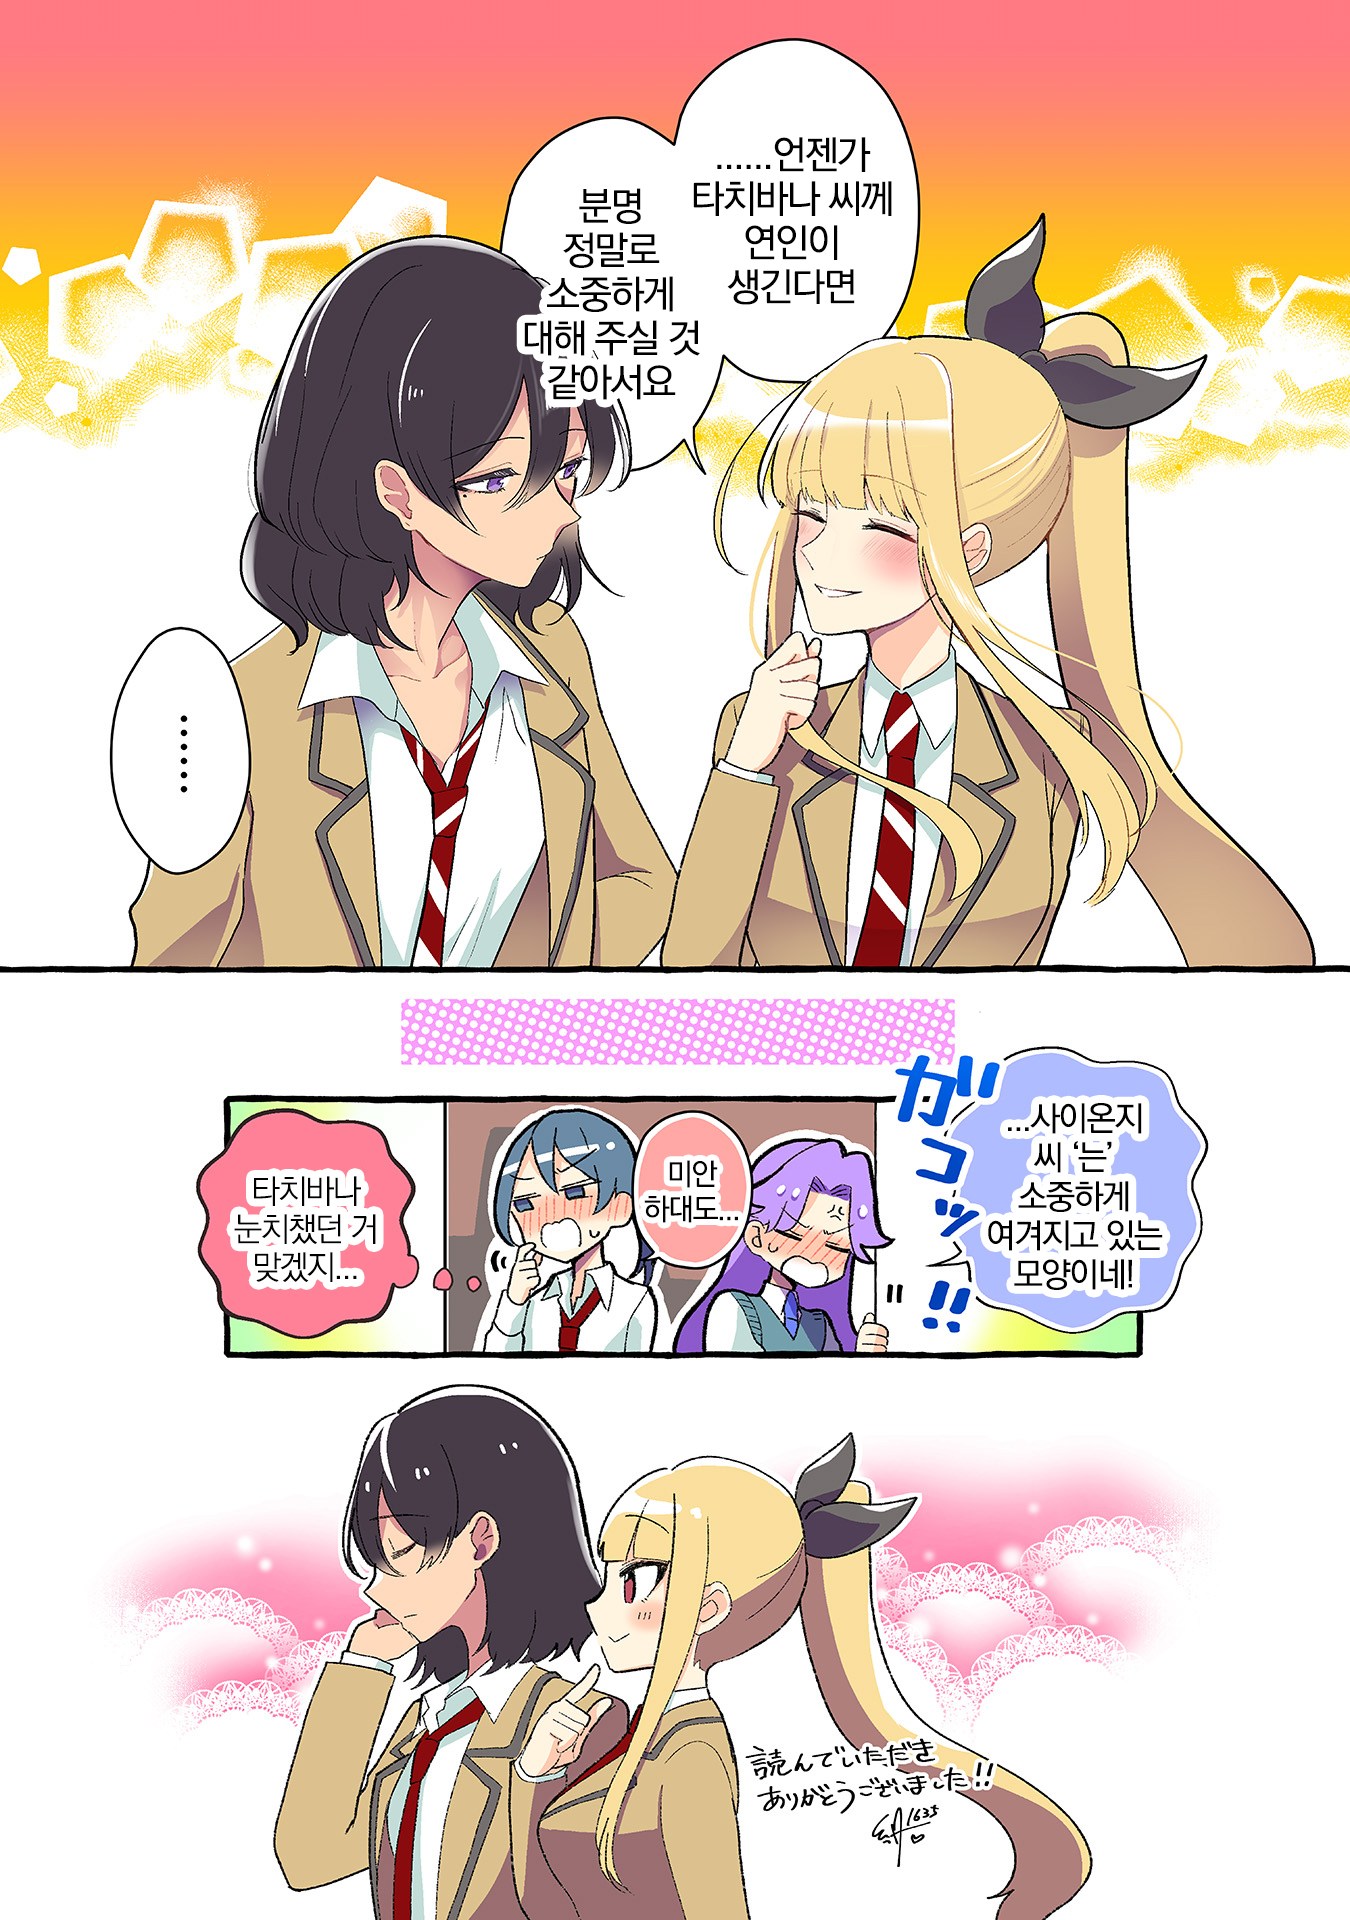 ......언젠가
타치바나 씨께
연인이
생긴다면
분명
정말로
소중하게
대해 주실 것
같아서요
......
...사이온지
씨 ‘는’
소중하게
여겨지고 있는
모양이네!
ガコッ!!
미안
하대도...
타치바나
눈치챘던 거
맞겠지...
読んでいただき
ありがとうございました!!
1635